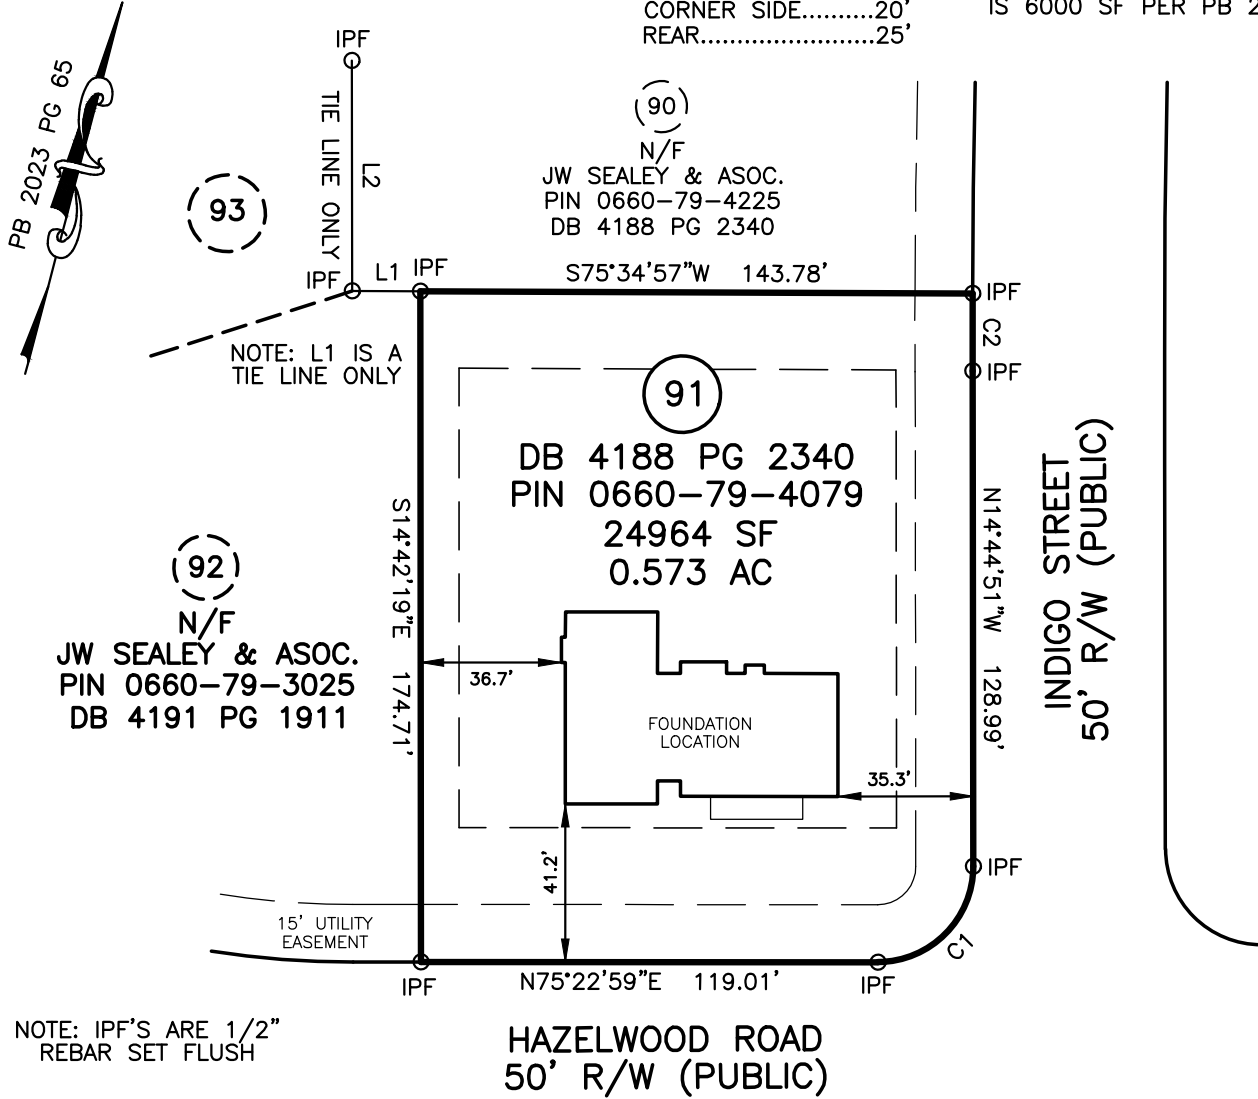 CORNER SIDE..........20'
REAR.........................25'
IS 6000 SF PER PB 2
PB 2023 PG 65
IPF
TIE LINE ONLY
L2
93
90
N/F
JW SEALEY & ASOC.
PIN 0660-79-4225
DB 4188 PG 2340
IPF
L1
IPF
S75°34'57"W 143.78'
IPF
C2
IPF
NOTE: L1 IS A
TIE LINE ONLY
91
DB 4188 PG 2340
PIN 0660-79-4079
24964 SF
0.573 AC
S14°42'19"E 174.71'
N14°44'51"W 128.99'
INDIGO STREET
50' R/W (PUBLIC)
92
N/F
JW SEALEY & ASOC.
PIN 0660-79-3025
DB 4191 PG 1911
36.7'
FOUNDATION
LOCATION
35.3'
41.2'
IPF
C1
15' UTILITY
EASEMENT
IPF
N75°22'59"E 119.01'
IPF
NOTE: IPF'S ARE 1/2"
REBAR SET FLUSH
HAZELWOOD ROAD
50' R/W (PUBLIC)